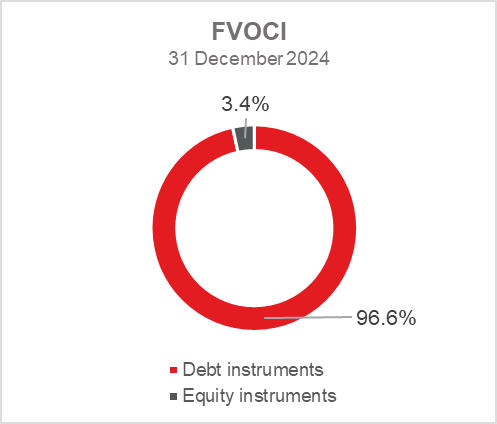 FVOCI
31 December 2024
3.4%
96.6%
Debt instruments
Equity instruments